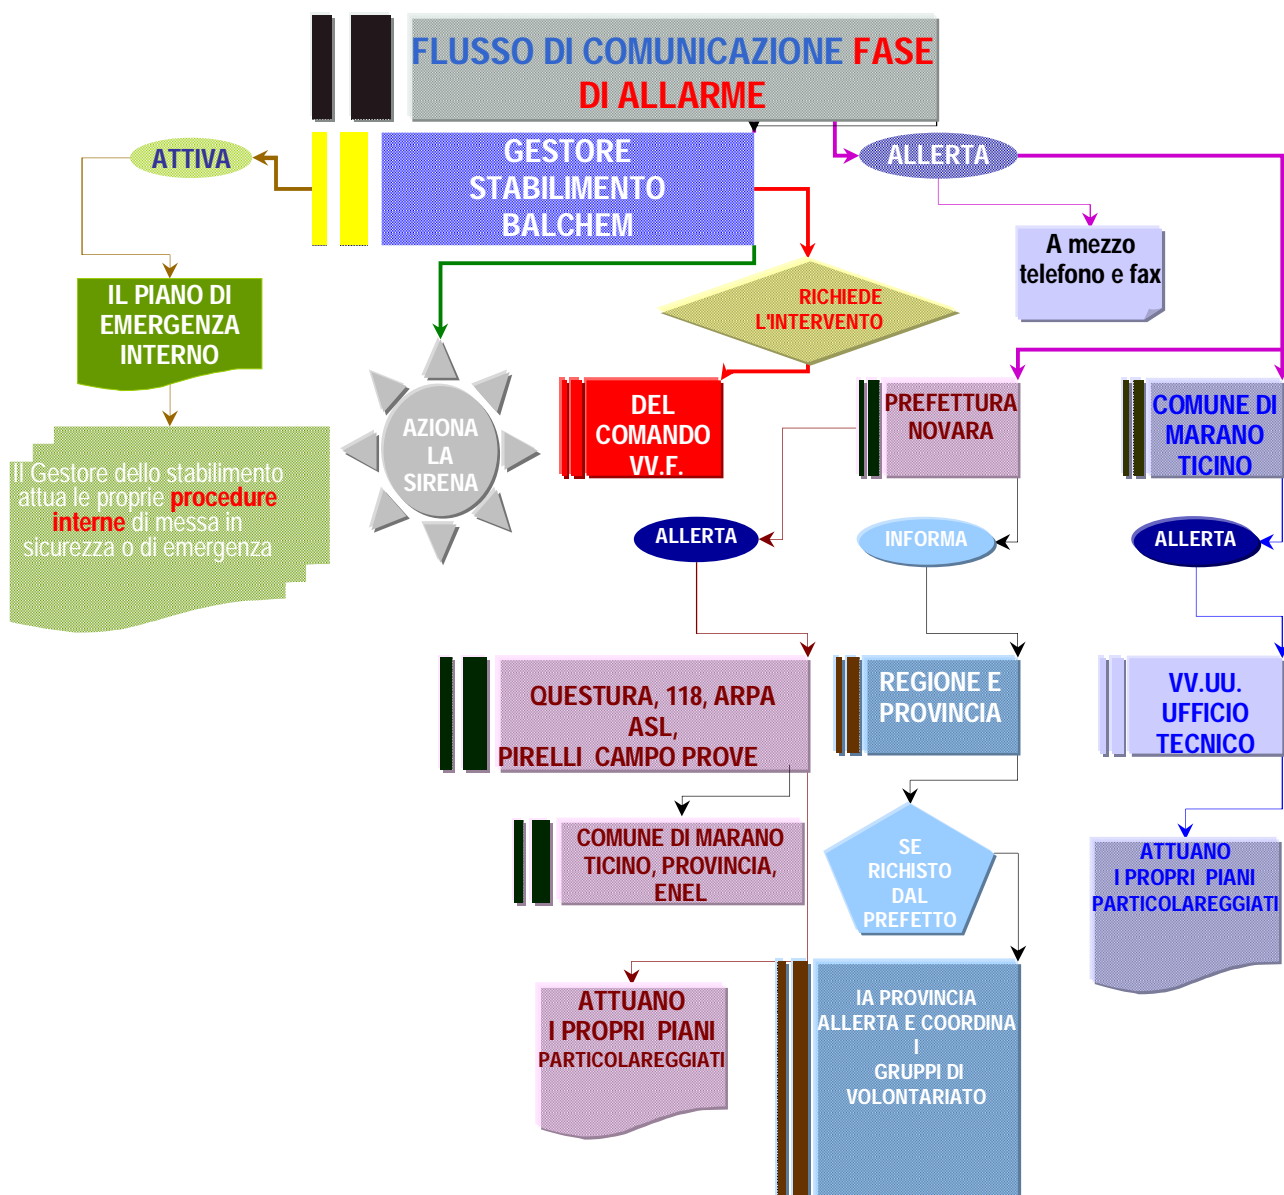 FLUSSO DI COMUNICAZIONE FASE
DI ALLARME
ATTIVA
GESTORE
STABILIMENTO
BALCHEM
ALLERTA
A mezzo
telefono e fax
IL PIANO DI
EMERGENZA
INTERNO
RICHIEDE
L'INTERVENTO
AZIONA
LA
SIRENA
DEL
COMANDO
VV.F.
PREFETTURA
NOVARA
COMUNE DI
MARANO
TICINO
Il Gestore dello stabilimento
attua le proprie procedure
interne di messa in
sicurezza o di emergenza
ALLERTA
INFORMA
ALLERTA
QUESTURA, 118, ARPA
ASL,
PIRELLI CAMPO PROVE
REGIONE E
PROVINCIA
VV.UU.
UFFICIO
TECNICO
COMUNE DI MARANO
TICINO, PROVINCIA,
ENEL
SE
RICHISTO
DAL
PREFETTO
ATTUANO
I PROPRI PIANI
PARTICOLAREGGIATI
ATTUANO
I PROPRI PIANI
PARTICOLAREGGIATI
lA PROVINCIA
ALLERTA E COORDINA
I
GRUPPI DI
VOLONTARIATO